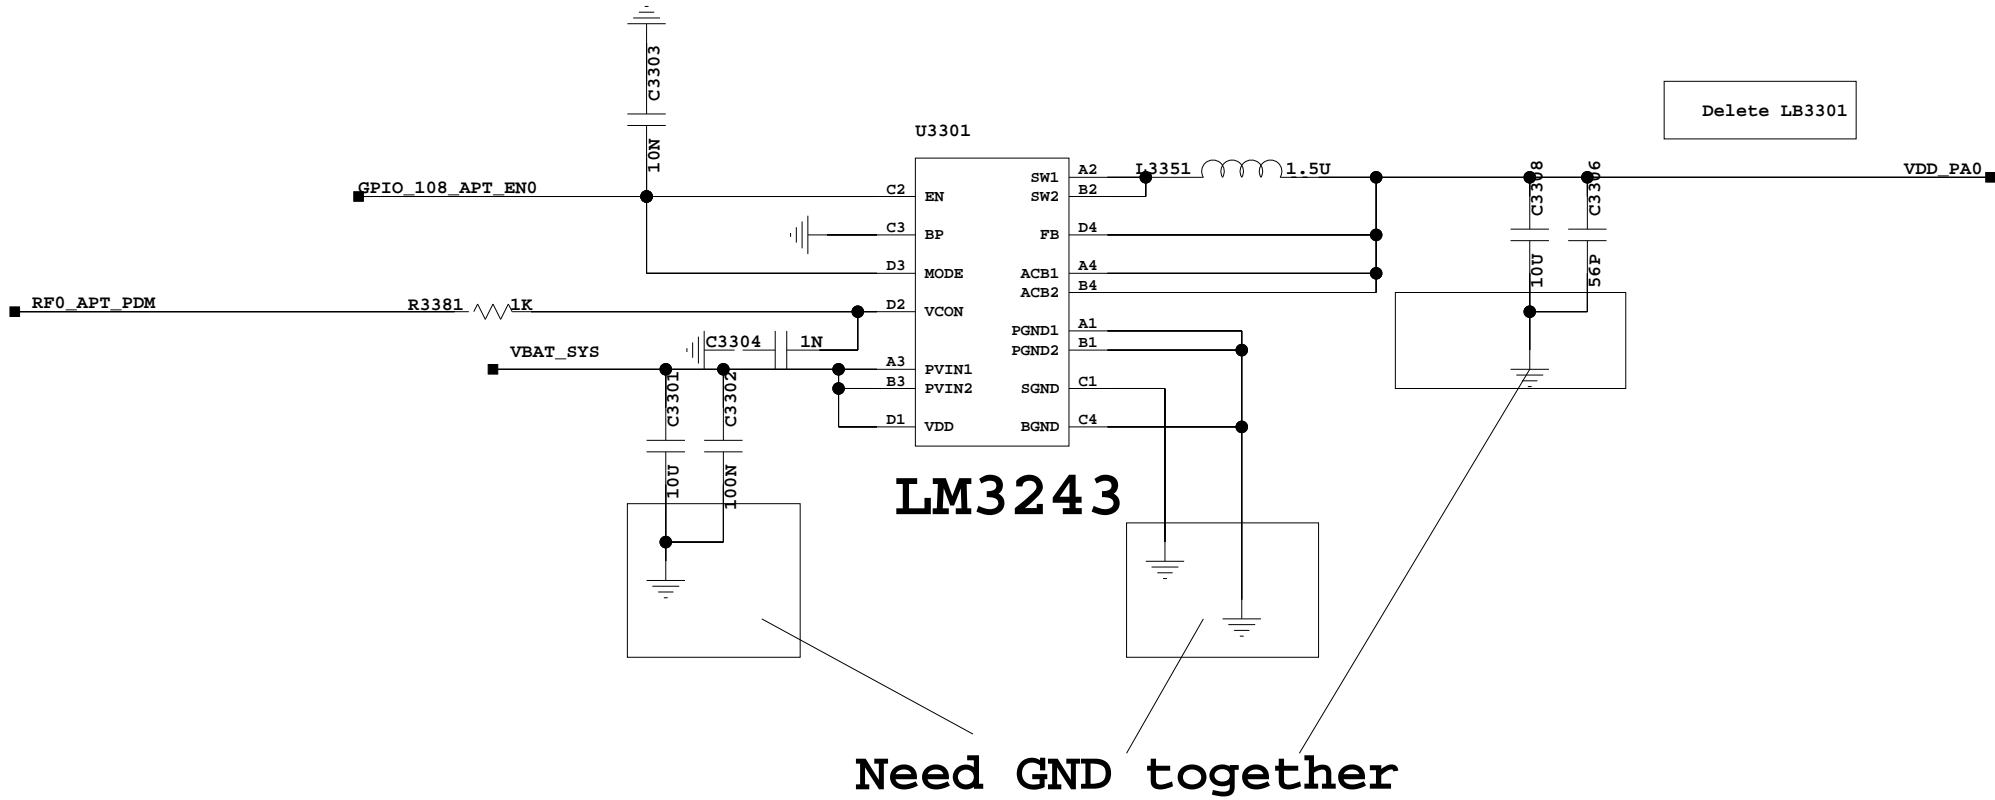 C3303
10N
U3301
Delete LB3301
GPIO_108_APT_EN0
C2
EN
C3
BP
D3
MODE
RF0_APT_PDM
R3381
1K
D2
VCON
C3304
1N
VBAT_SYS
A3
PVIN1
B3
PVIN2
D1
VDD
C3301
10U
C3302
100N
SW1
A2
SW2
B2
L3351
1.5U
FB
D4
ACB1
A4
ACB2
B4
PGND1
A1
PGND2
B1
SGND
C1
BGND
C4
C3308
10U
C3306
56P
VDD_PA0
LM3243
Need GND together